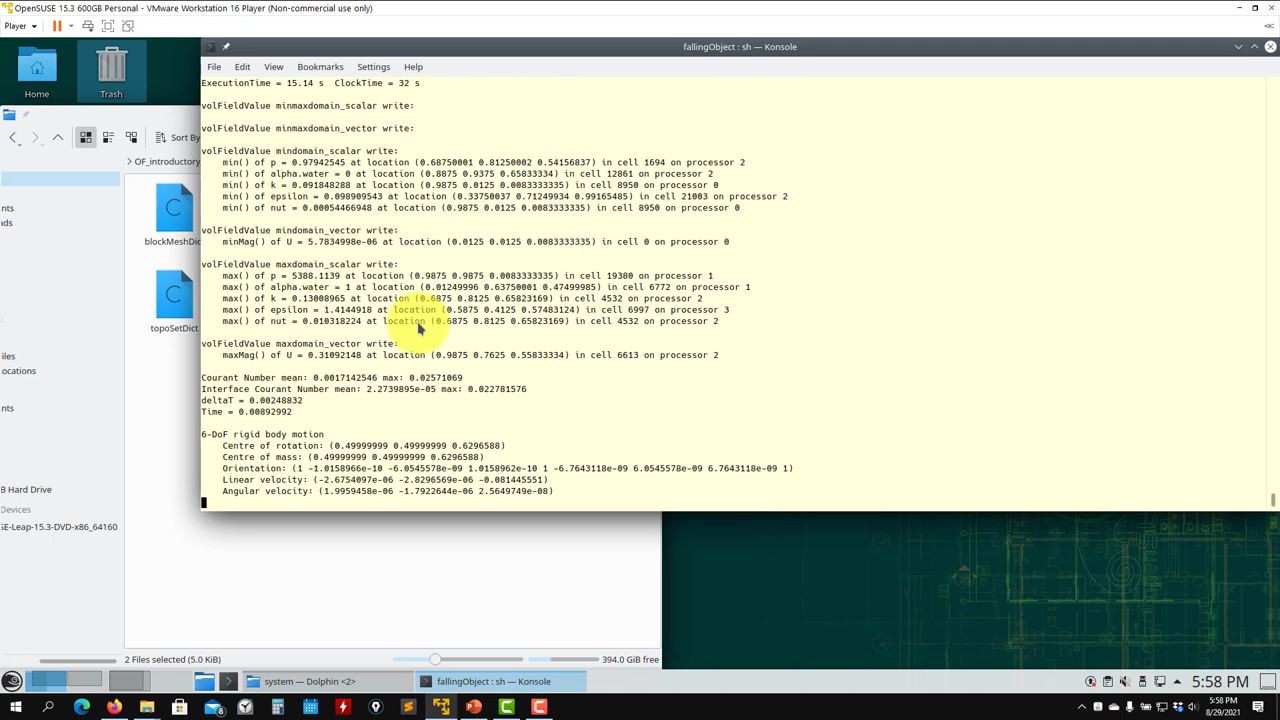 OpenSUSE 15.3 600GB Personal - VMware Workstation 16 Player (Non-commercial use only)
Player
fallingObject : sh — Konsole
Home
Trash
File Edit View Bookmarks Settings Help
Sort By
OF_introductory
blockMeshDic
topoSetDict
nts
ads
iles
ocations
nts
B Hard Drive
Devices
SE-Leap-15.3-DVD-x86_64160
ExecutionTime = 15.14 s  ClockTime = 32 s
volFieldValue minmaxdomain_scalar write:
volFieldValue minmaxdomain_vector write:
volFieldValue mindomain_scalar write:
min() of p = 0.97942545 at location (0.68750001 0.81250002 0.54156837) in cell 1694 on processor 2
min() of alpha.water = 0 at location (0.8875 0.9375 0.65833334) in cell 12861 on processor 2
min() of k = 0.091848288 at location (0.9875 0.0125 0.0083333335) in cell 8950 on processor 0
min() of epsilon = 0.098909543 at location (0.33750037 0.71249934 0.99165485) in cell 21003 on processor 2
min() of nut = 0.00054466948 at location (0.9875 0.0125 0.0083333335) in cell 8950 on processor 0
volFieldValue mindomain_vector write:
minMag() of U = 5.7834998e-06 at location (0.0125 0.0125 0.0083333335) in cell 0 on processor 0
volFieldValue maxdomain_scalar write:
max() of p = 5388.1139 at location (0.9875 0.9875 0.0083333335) in cell 19380 on processor 1
max() of alpha.water = 1 at location (0.01249996 0.63750001 0.47499985) in cell 6772 on processor 1
max() of k = 0.13008965 at location (0.6875 0.8125 0.65823169) in cell 4532 on processor 2
max() of epsilon = 1.4144918 at location (0.5875 0.4125 0.57483124) in cell 6997 on processor 3
max() of nut = 0.010318224 at location (0.6875 0.8125 0.65823169) in cell 4532 on processor 2
volFieldValue maxdomain_vector write:
maxMag() of U = 0.31092148 at location (0.9875 0.7625 0.55833334) in cell 6613 on processor 2
Courant Number mean: 0.0017142546 max: 0.02571069
Interface Courant Number mean: 2.2739895e-05 max: 0.022781576
deltaT = 0.00248832
Time = 0.00892992
6-DoF rigid body motion
Centre of rotation: (0.49999999 0.49999999 0.6296588)
Centre of mass: (0.49999999 0.49999999 0.6296588)
Orientation: (1 -1.0158966e-10 -6.0545578e-09 1.0158962e-10 1 -6.7643118e-09 6.0545578e-09 6.7643118e-09 1)
Linear velocity: (-2.6754097e-06 -2.8296569e-06 -0.081445551)
Angular velocity: (1.9959458e-06 -1.7922644e-06 2.5649749e-08)
2 Files selected (5.0 KiB)
394.0 GiB free
system — Dolphin <2>
fallingObject : sh — Konsole
5:58 PM
5:58 PM
8/29/2021